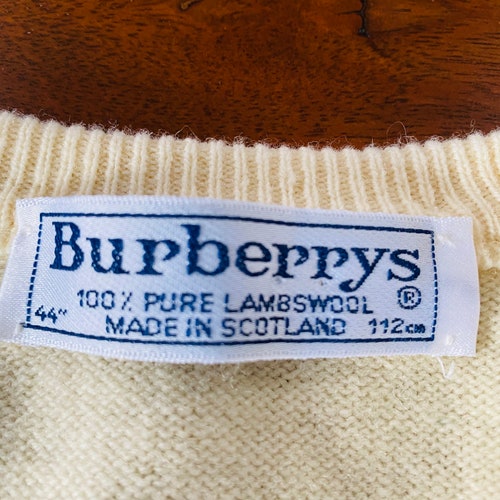 Burberrys
100% PURE LAMBSWOOL ®
44" MADE IN SCOTLAND 112cm